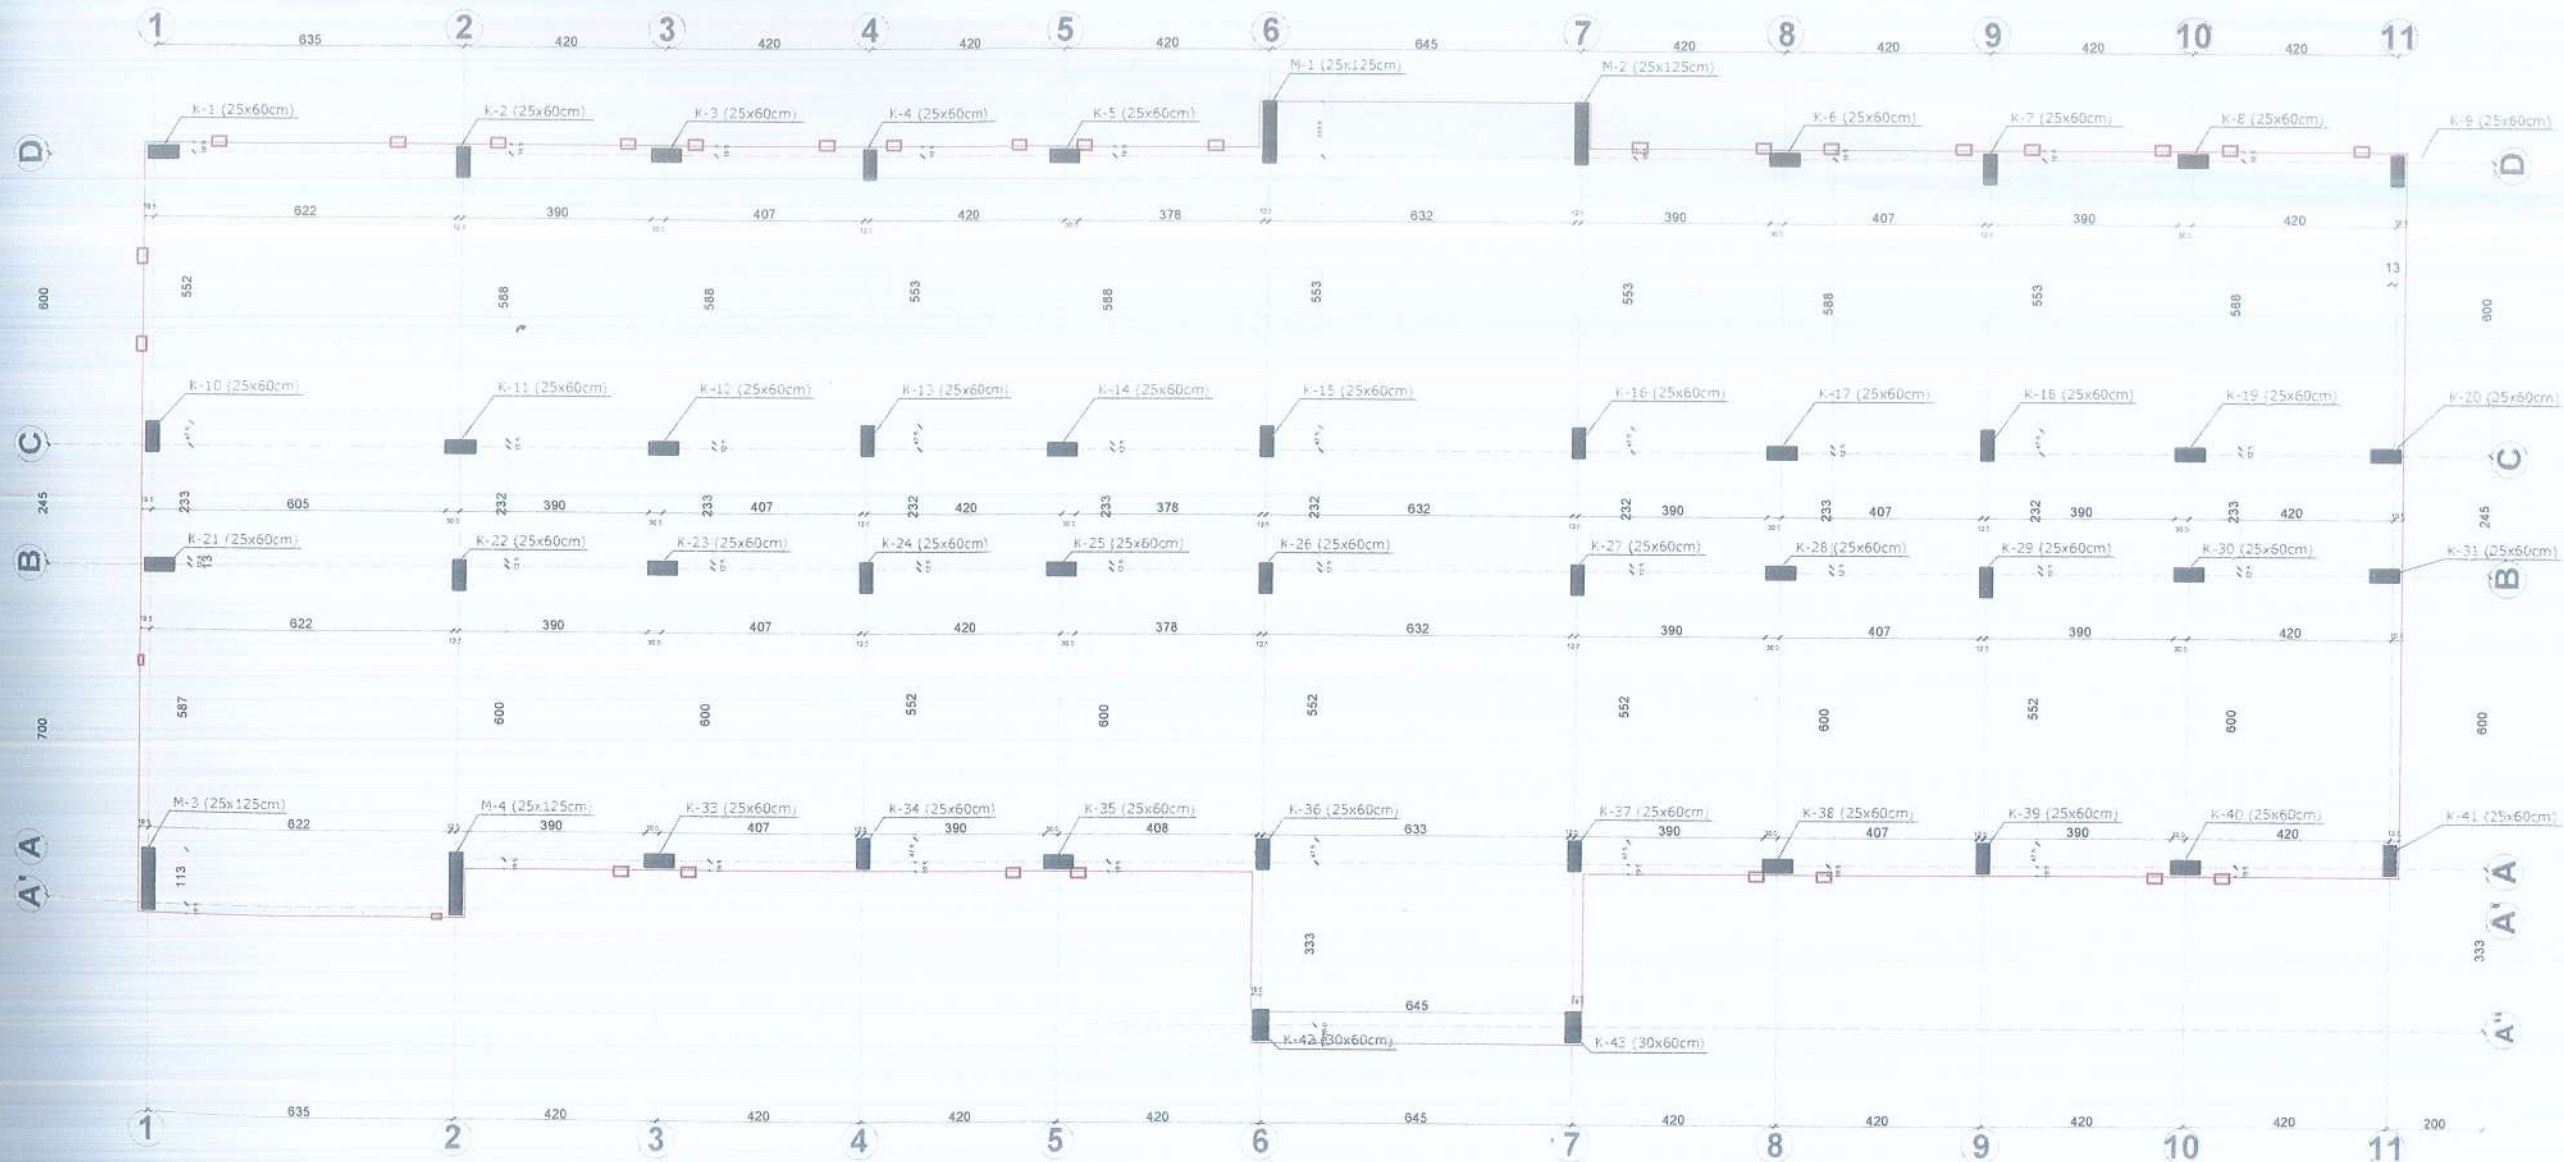 1 2 3 4 5 6 7 8 9 10 11
635 420 420 420 420 645 420 420 420 420
M-1 (25x125cm) M-2 (25x125cm)
K-1 (25x60cm) K-2 (25x60cm) K-3 (25x60cm) K-4 (25x60cm) K-5 (25x60cm) K-6 (25x60cm) K-7 (25x60cm) K-8 (25x60cm) K-9 (25x60cm)
D D
622 390 407 420 378 632 390 407 390 420
13
600 552 588 588 553 588 553 553 588 553 588 600
K-10 (25x60cm) K-11 (25x60cm) K-12 (25x60cm) K-13 (25x60cm) K-14 (25x60cm) K-15 (25x60cm) K-16 (25x60cm) K-17 (25x60cm) K-18 (25x60cm) K-19 (25x60cm) K-20 (25x60cm)
C C
245 233 605 232 390 233 407 232 420 233 378 232 632 232 390 233 407 232 390 233 420 245
K-21 (25x60cm) K-22 (25x60cm) K-23 (25x60cm) K-24 (25x60cm) K-25 (25x60cm) K-26 (25x60cm) K-27 (25x60cm) K-28 (25x60cm) K-29 (25x60cm) K-30 (25x60cm) K-31 (25x60cm)
B 13 B
622 390 407 420 378 632 390 407 390 420
700 587 600 600 552 600 552 552 600 552 600 600
M-3 (25x125cm) M-4 (25x125cm) K-33 (25x60cm) K-34 (25x60cm) K-35 (25x60cm) K-36 (25x60cm) K-37 (25x60cm) K-38 (25x60cm) K-39 (25x60cm) K-40 (25x60cm) K-41 (25x60cm)
622 390 407 390 408 633 390 407 390 420
A A
A' 113 A'
333 333
645
K-42 (30x60cm) K-43 (30x60cm) A"
635 420 420 420 420 645 420 420 420 420 200
1 2 3 4 5 6 7 8 9 10 11